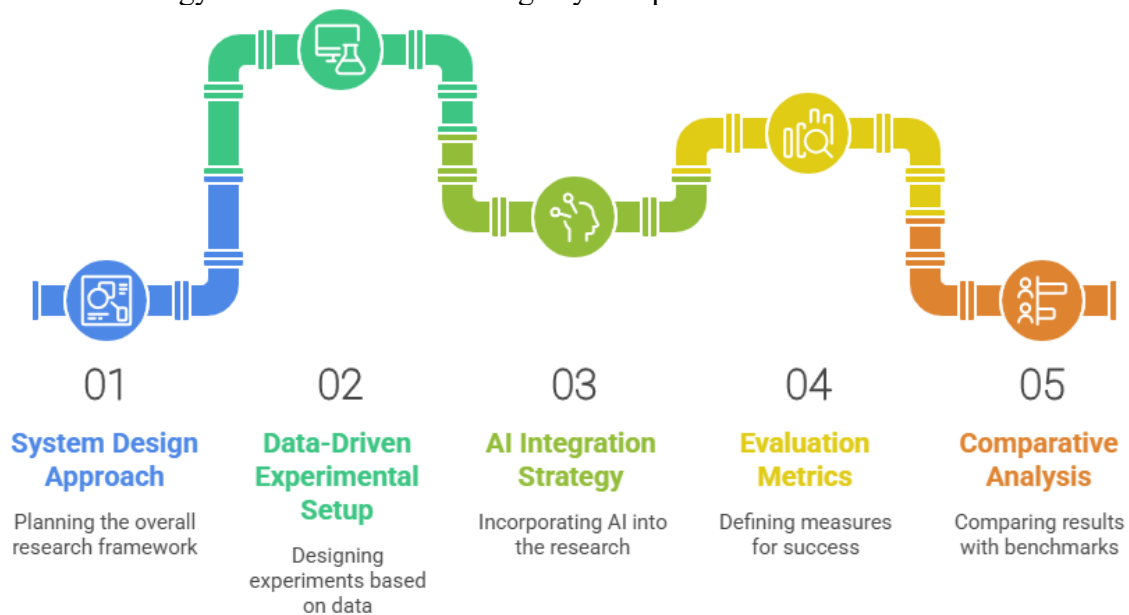 01
System Design
Approach
Planning the overall
research framework
02
Data-Driven
Experimental
Setup
Designing
experiments based
on data
03
AI Integration
Strategy
Incorporating AI into
the research
04
Evaluation
Metrics
Defining measures
for success
05
Comparative
Analysis
Comparing results
with benchmarks